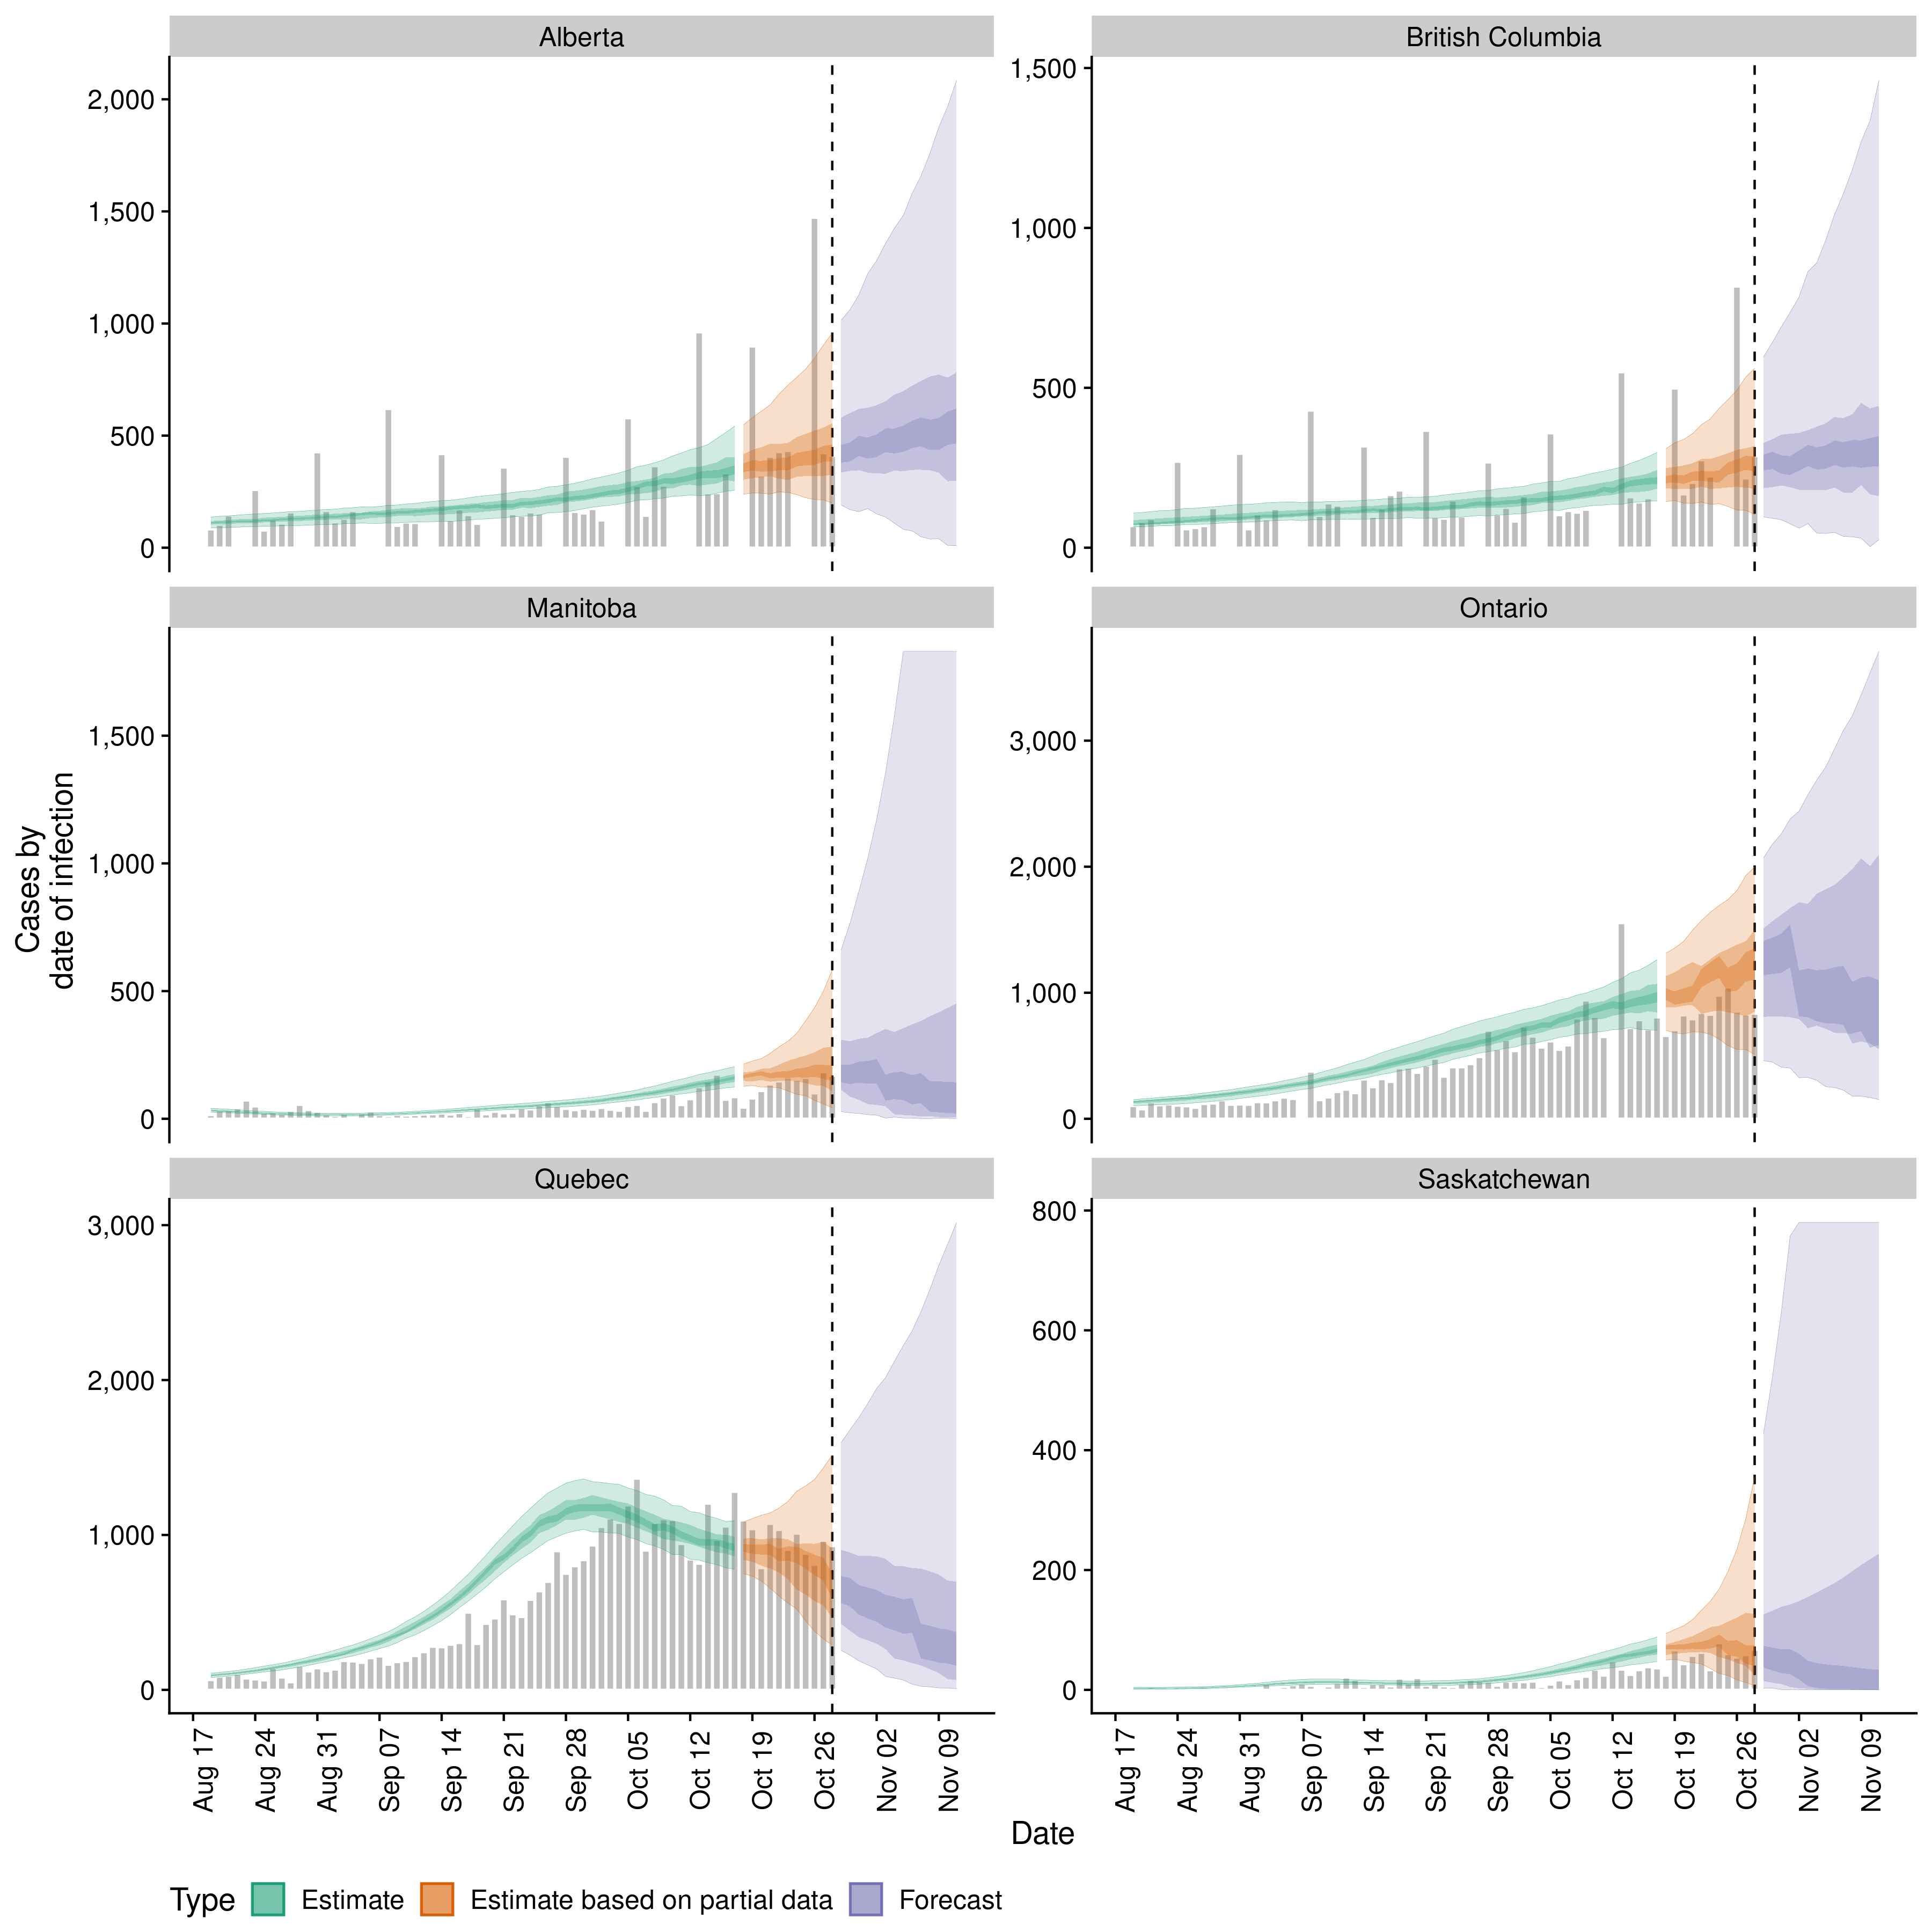 Alberta
British Columbia
2,000
1,500
1,000
500
0
1,500
1,000
500
0
Manitoba
Ontario
1,500
1,000
500
0
3,000
2,000
1,000
0
Quebec
Saskatchewan
3,000
2,000
1,000
0
800
600
400
200
0
Cases by
date of infection
Aug 17
Aug 24
Aug 31
Sep 07
Sep 14
Sep 21
Sep 28
Oct 05
Oct 12
Oct 19
Oct 26
Nov 02
Nov 09
Aug 17
Aug 24
Aug 31
Sep 07
Sep 14
Sep 21
Sep 28
Oct 05
Oct 12
Oct 19
Oct 26
Nov 02
Nov 09
Date
Type Estimate Estimate based on partial data Forecast